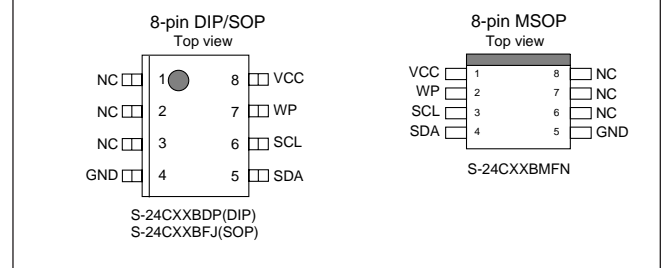 8-pin DIP/SOP
Top view
NC 1 8 VCC
NC 2 7 WP
NC 3 6 SCL
GND 4 5 SDA
S-24CXXBDP(DIP)
S-24CXXBFJ(SOP)
8-pin MSOP
Top view
VCC 1 8 NC
WP 2 7 NC
SCL 3 6 NC
SDA 4 5 GND
S-24CXXBMFN